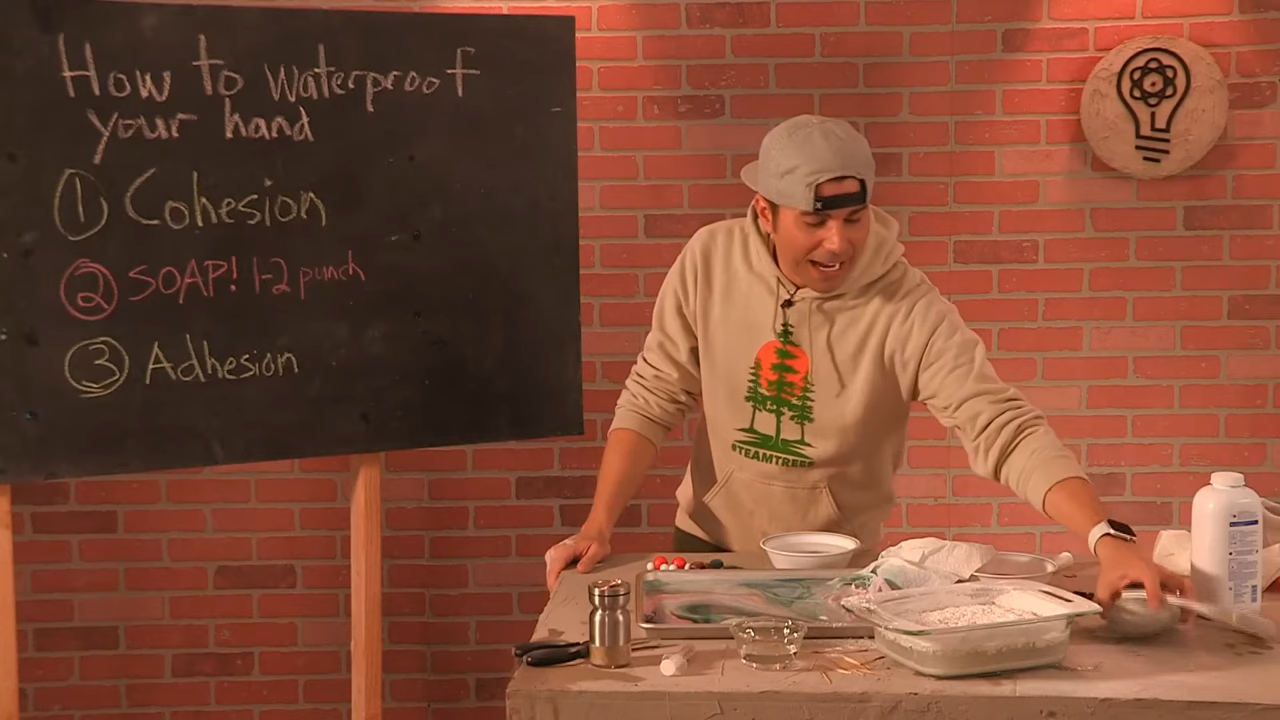 How to waterproof
your hand
① Cohesion
② SOAP! 1-2 punch
③ Adhesion
#TEAMTREES